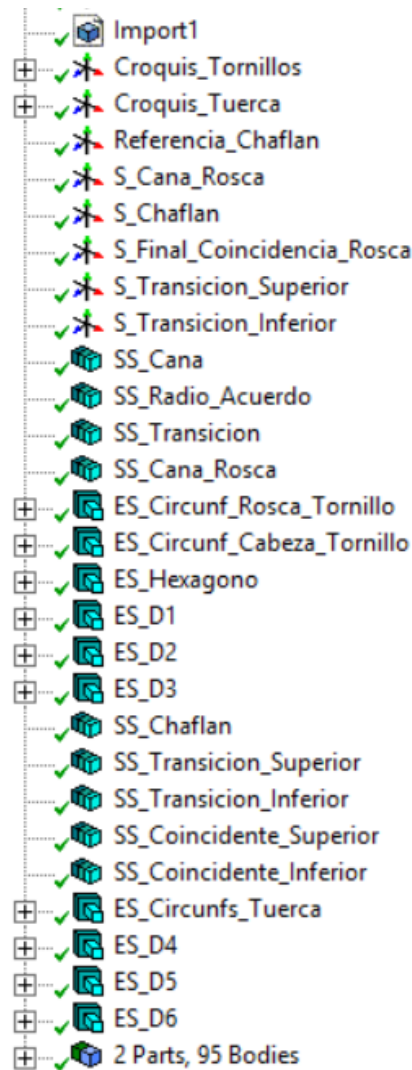 Import1
Croquis_Tornillos
Croquis_Tuerca
Referencia_Chaflan
S_Cana_Rosca
S_Chaflan
S_Final_Coincidencia_Rosca
S_Transicion_Superior
S_Transicion_Inferior
SS_Cana
SS_Radio_Acuerdo
SS_Transicion
SS_Cana_Rosca
ES_Circunf_Rosca_Tornillo
ES_Circunf_Cabeza_Tornillo
ES_Hexagono
ES_D1
ES_D2
ES_D3
SS_Chaflan
SS_Transicion_Superior
SS_Transicion_Inferior
SS_Coincidente_Superior
SS_Coincidente_Inferior
ES_Circunfs_Tuerca
ES_D4
ES_D5
ES_D6
2 Parts, 95 Bodies